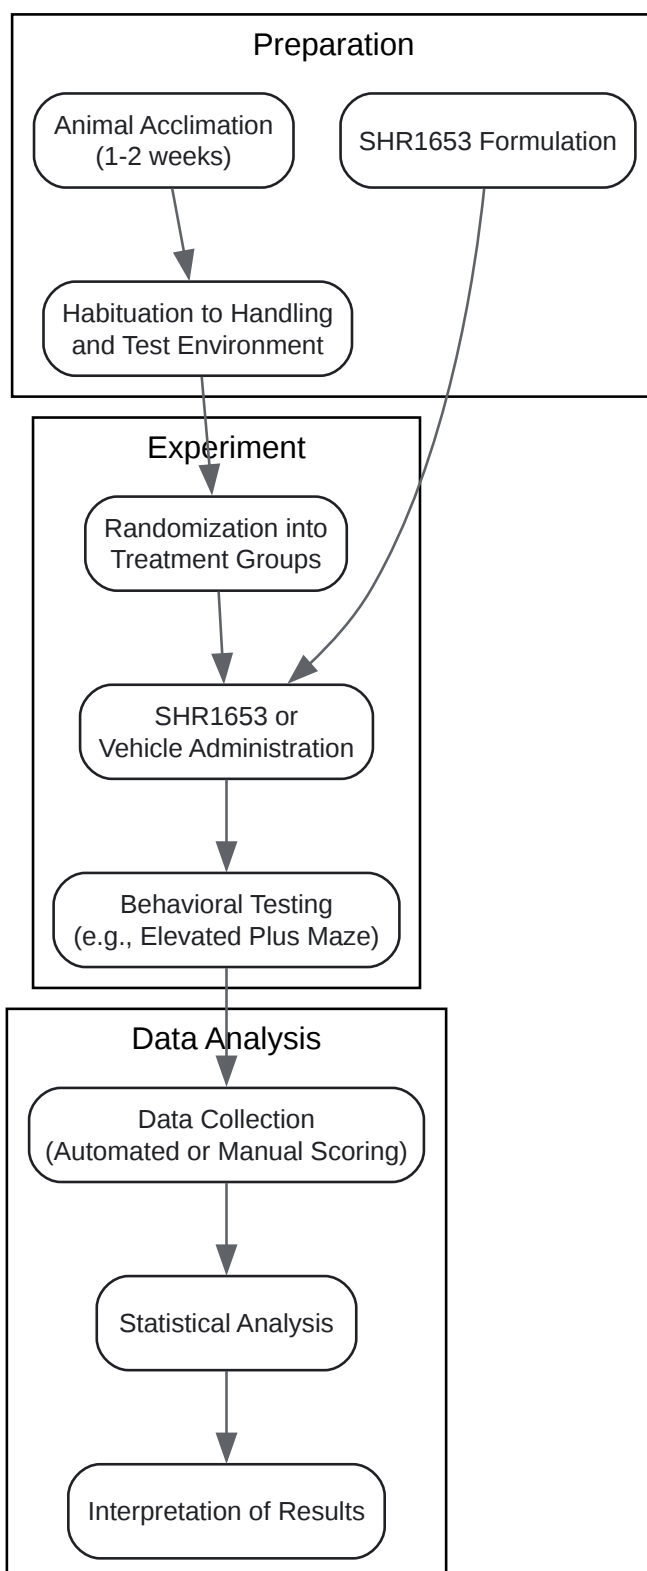 Preparation
Animal Acclimation
(1-2 weeks)
SHR1653 Formulation
Habituation to Handling
and Test Environment
Experiment
Randomization into
Treatment Groups
SHR1653 or
Vehicle Administration
Behavioral Testing
(e.g., Elevated Plus Maze)
Data Analysis
Data Collection
(Automated or Manual Scoring)
Statistical Analysis
Interpretation of Results